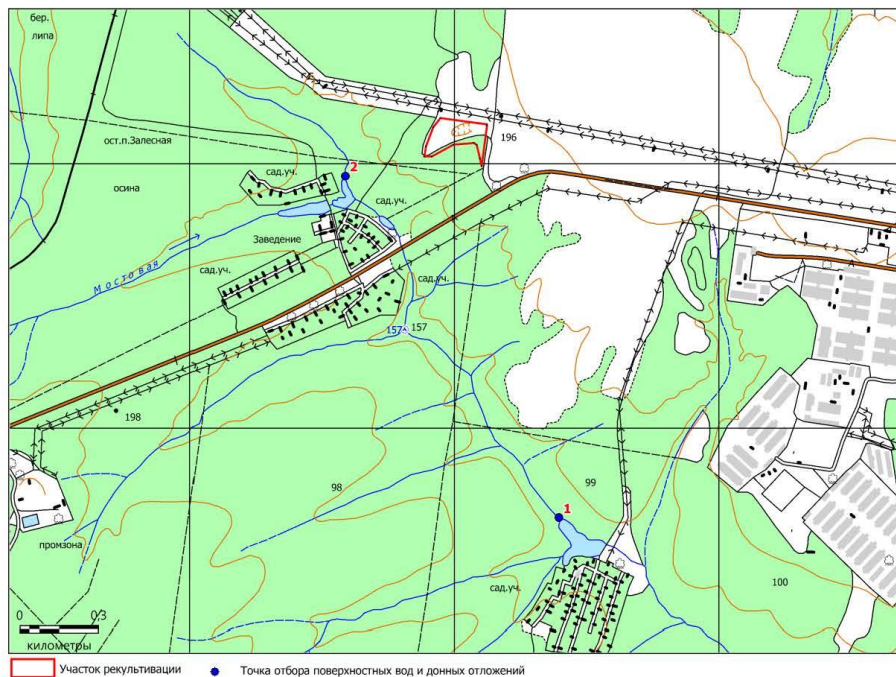 бер.
липа
ост.п.Залесная
196
осина
сад.уч.
2
сад.уч.
Заведение
Мостовая
сад.уч.
сад.уч.
157
157
198
98
99
1
промзона
сад.уч.
100
0
0,3
километры
Участок рекультивации
Точка отбора поверхностных вод и донных отложений